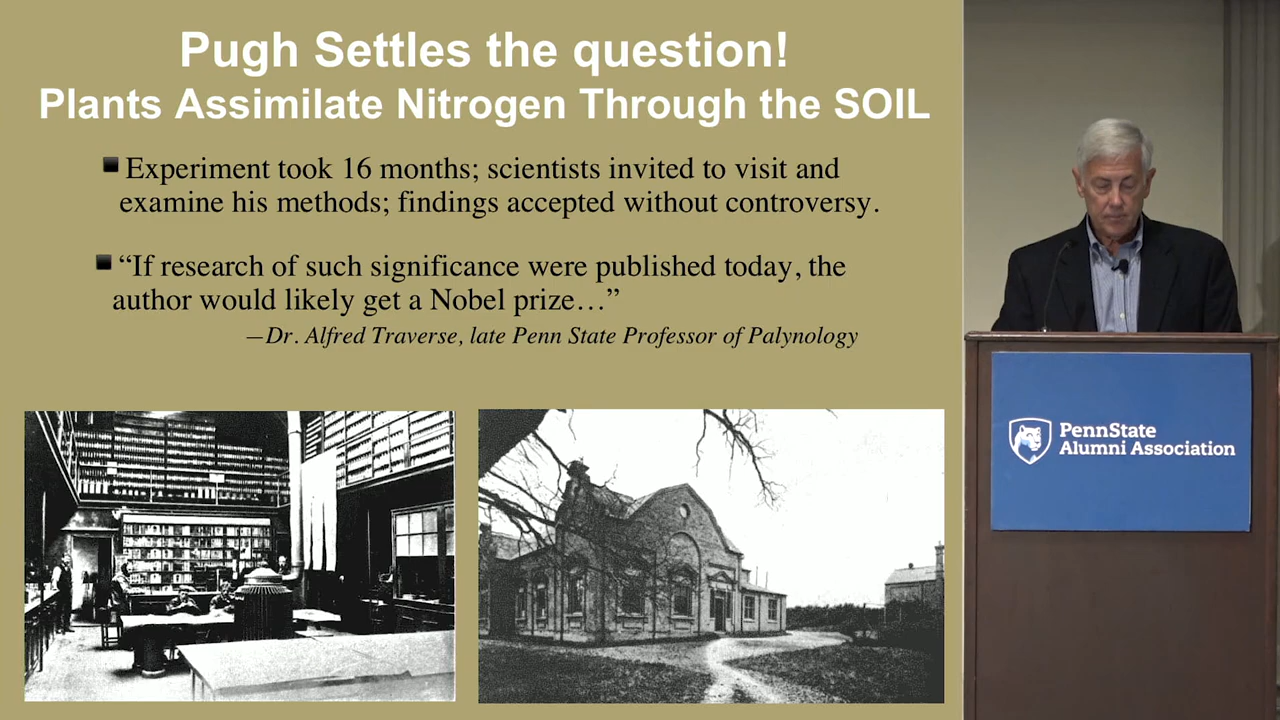 Pugh Settles the question!
Plants Assimilate Nitrogen Through the SOIL
Experiment took 16 months; scientists invited to visit and
examine his methods; findings accepted without controversy.
“If research of such significance were published today, the
author would likely get a Nobel prize…”
—Dr. Alfred Traverse, late Penn State Professor of Palynology
PennState
Alumni Association